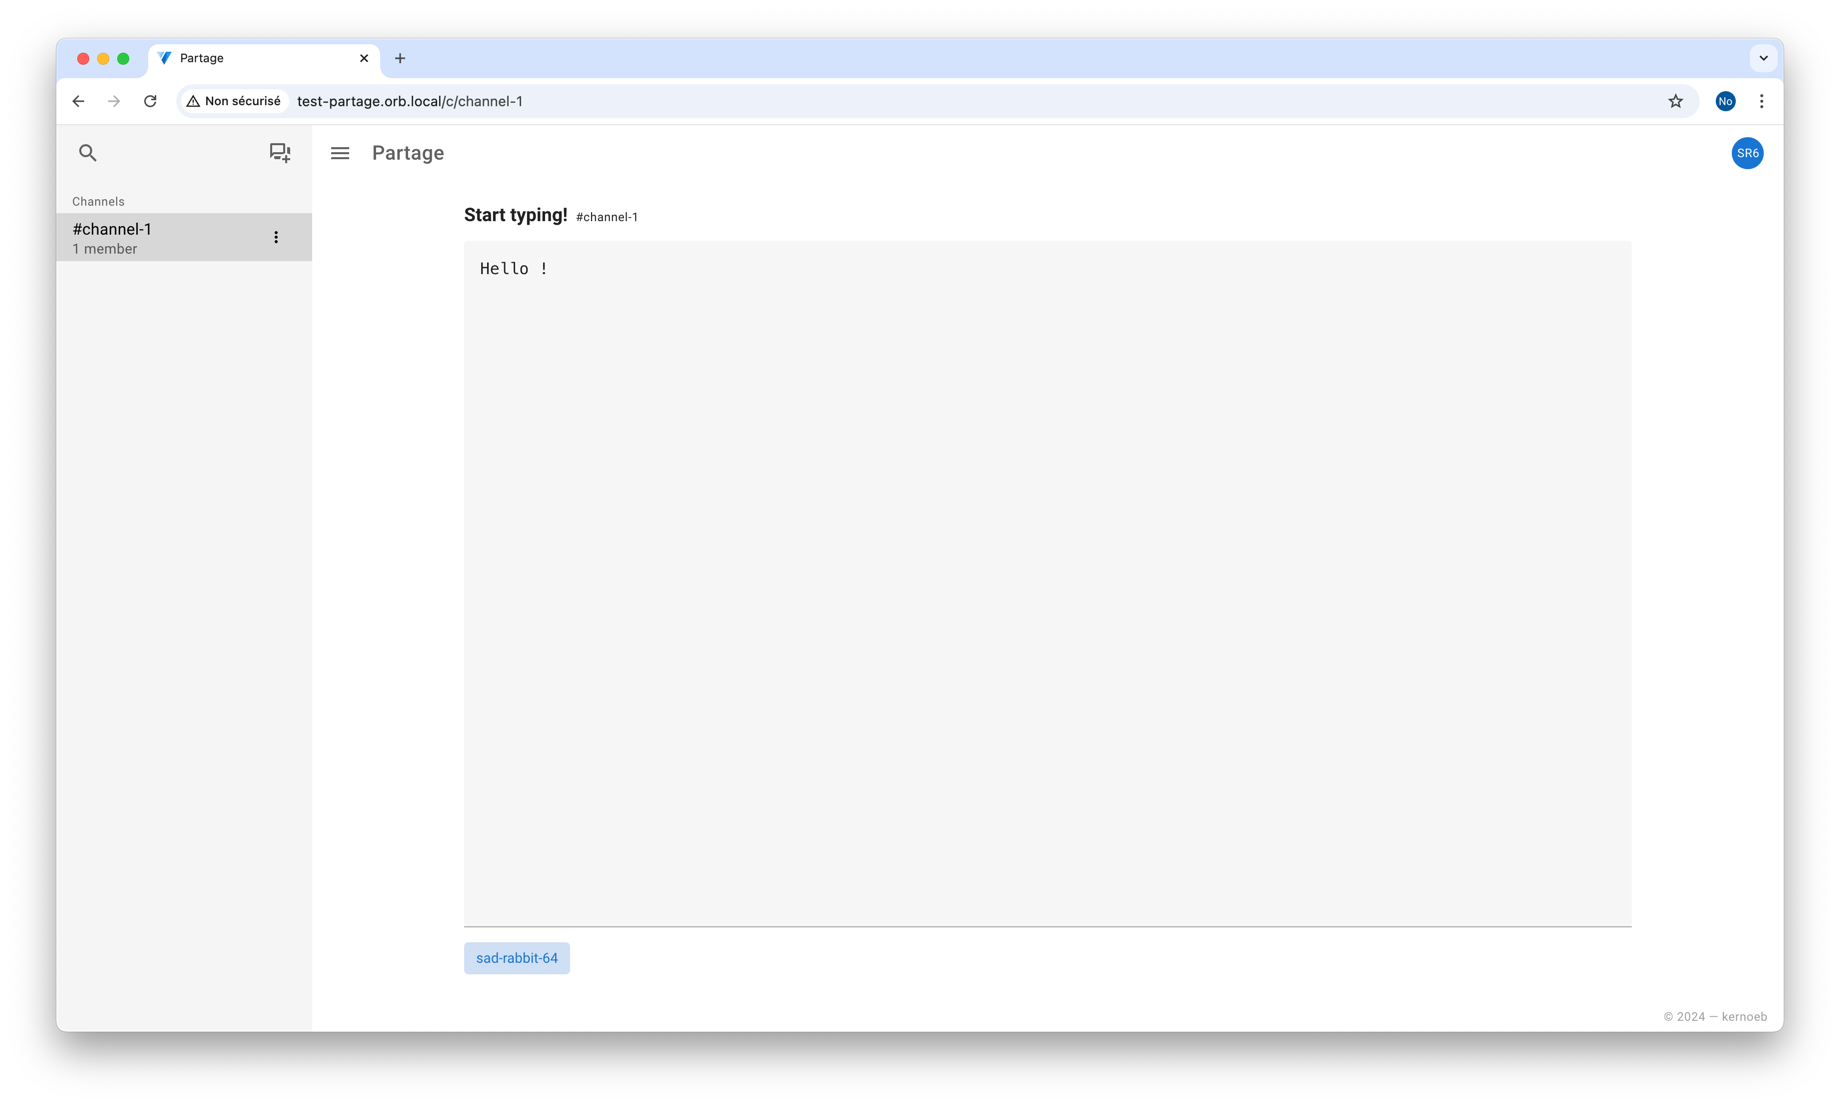 Partage
Non sécurisé test-partage.orb.local/c/channel-1
No
Partage
SR6
Channels
#channel-1
1 member
Start typing! #channel-1
Hello !
sad-rabbit-64
© 2024 — kernoeb